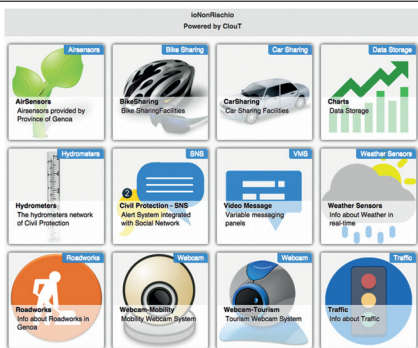 ioNonRischio
Powered by ClouT
Airsensors
AirSensors
Airsensors provided by
Province of Genoa
Bike Sharing
BikeSharing
Bike SharingFacilities
Car Sharing
CarSharing
Car Sharing Facilities
Data Storage
Charts
Data Storage
Hydrometers
Hydrometers
The hydrometers network
of Civil Protection
SNS
2
Civil Protection - SNS
Alert System integrated
with Social Network
VMS
Video Message
Variable messaging
panels
Weather Sensors
Weather Sensors
Info about Weather in
real-time
Roadworks
Roadworks
Info about Roadworks in
Genoa
Webcam
Webcam-Mobility
Mobility Webcam System
Webcam
Webcam-Tourism
Tourism Webcam System
Traffic
Traffic
Info about Traffic